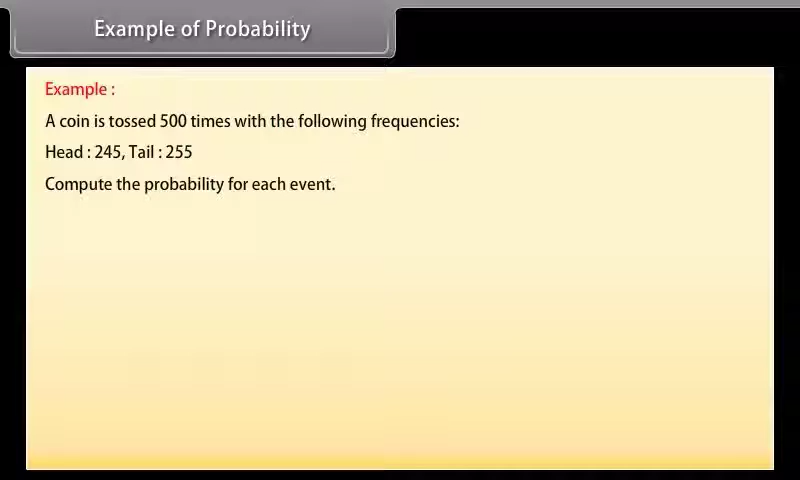 Example of Probability
Example :
A coin is tossed 500 times with the following frequencies:
Head : 245, Tail : 255
Compute the probability for each event.